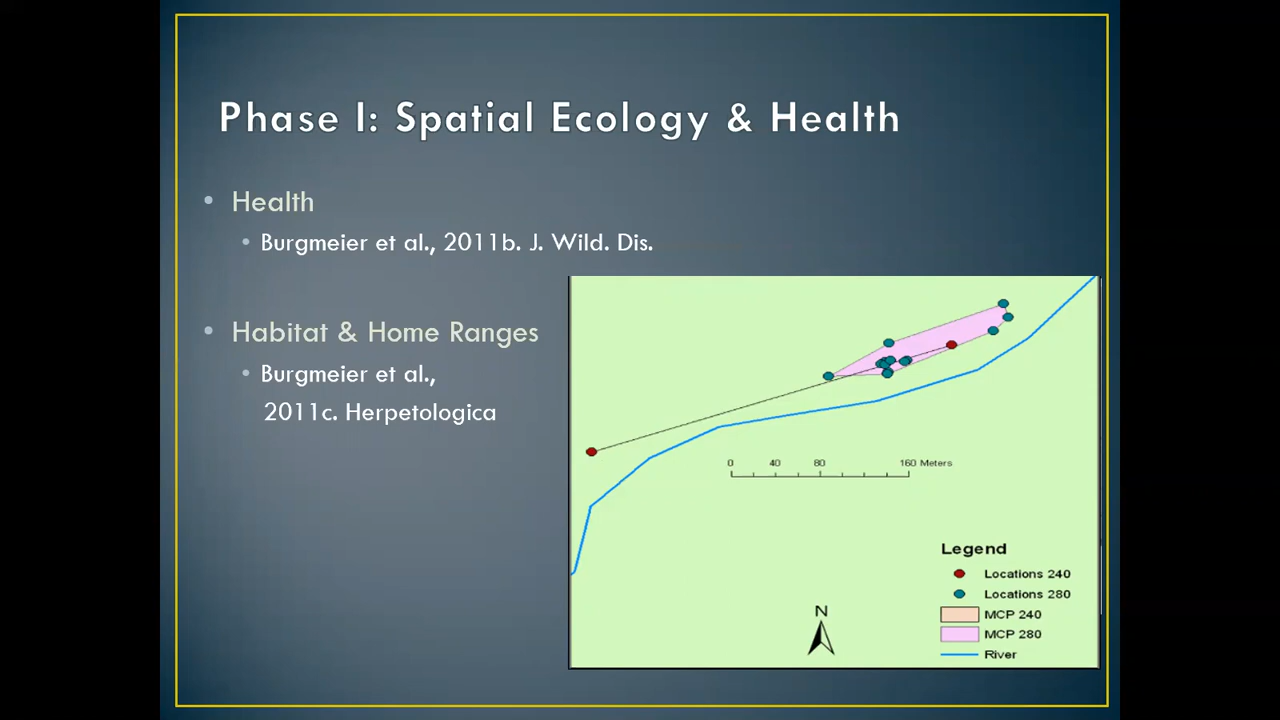 Phase I: Spatial Ecology & Health
• Health
• Burgmeier et al., 2011b. J. Wild. Dis.
• Habitat & Home Ranges
• Burgmeier et al.,
2011c. Herpetologica
0 40 80 160 Meters
Legend
Locations 240
Locations 280
MCP 240
MCP 280
River
N